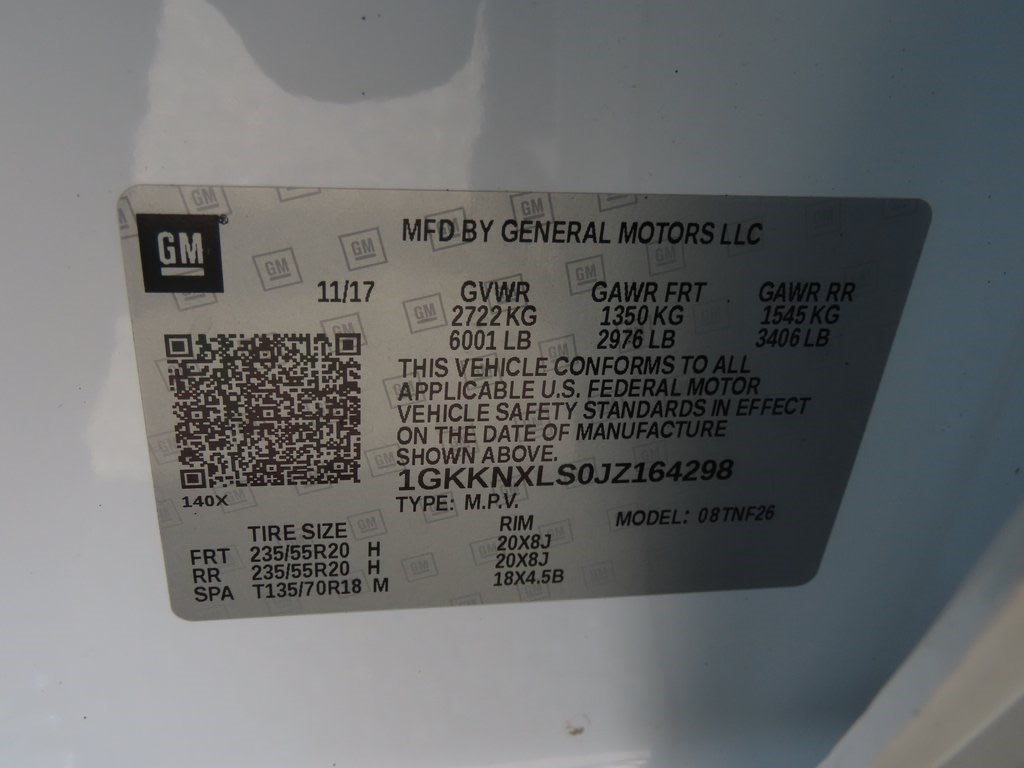 GM
MFD BY GENERAL MOTORS LLC
11/17 GVWR GAWR FRT GAWR RR
2722 KG 1350 KG 1545 KG
6001 LB 2976 LB 3406 LB
THIS VEHICLE CONFORMS TO ALL
APPLICABLE U.S. FEDERAL MOTOR
VEHICLE SAFETY STANDARDS IN EFFECT
ON THE DATE OF MANUFACTURE
SHOWN ABOVE.
1GKKNXLS0JZ164298
140X
TYPE: M.P.V. MODEL: 08TNF26
TIRE SIZE RIM
FRT 235/55R20 H 20X8J
RR 235/55R20 H 20X8J
SPA T135/70R18 M 18X4.5B